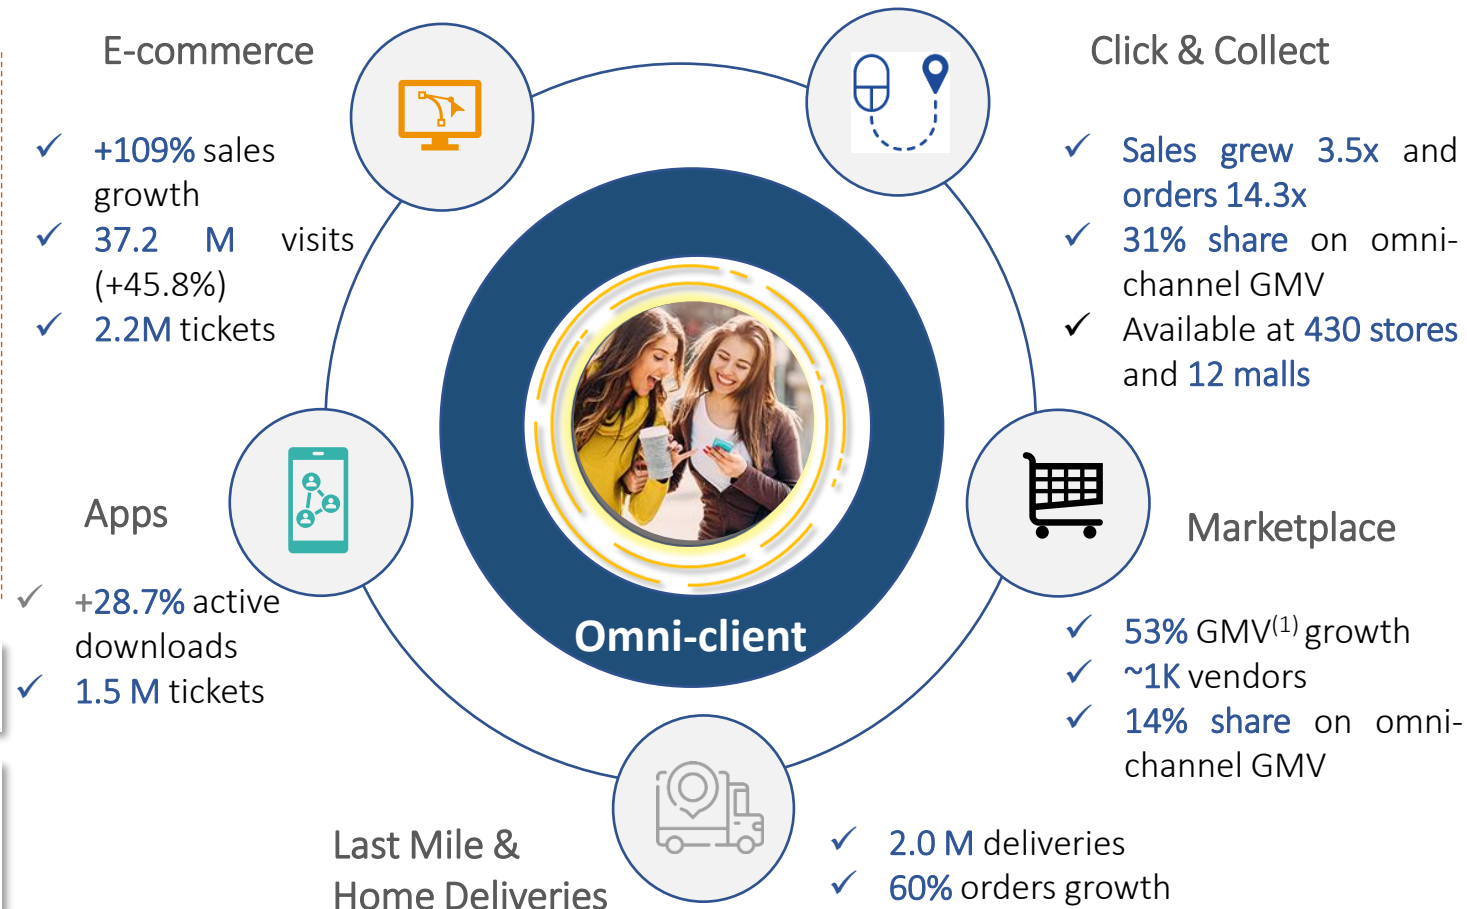 E-commerce
✓ +109% sales
growth
✓ 37.2 M visits
(+45.8%)
✓ 2.2M tickets
Click & Collect
✓ Sales grew 3.5x and
orders 14.3x
✓ 31% share on omni-
channel GMV
✓ Available at 430 stores
and 12 malls
Apps
✓ +28.7% active
downloads
✓ 1.5 M tickets
Omni-client
Marketplace
✓ 53% GMV(1) growth
✓ ~1K vendors
✓ 14% share on omni-
channel GMV
Last Mile &
Home Deliveries
✓ 2.0 M deliveries
✓ 60% orders growth